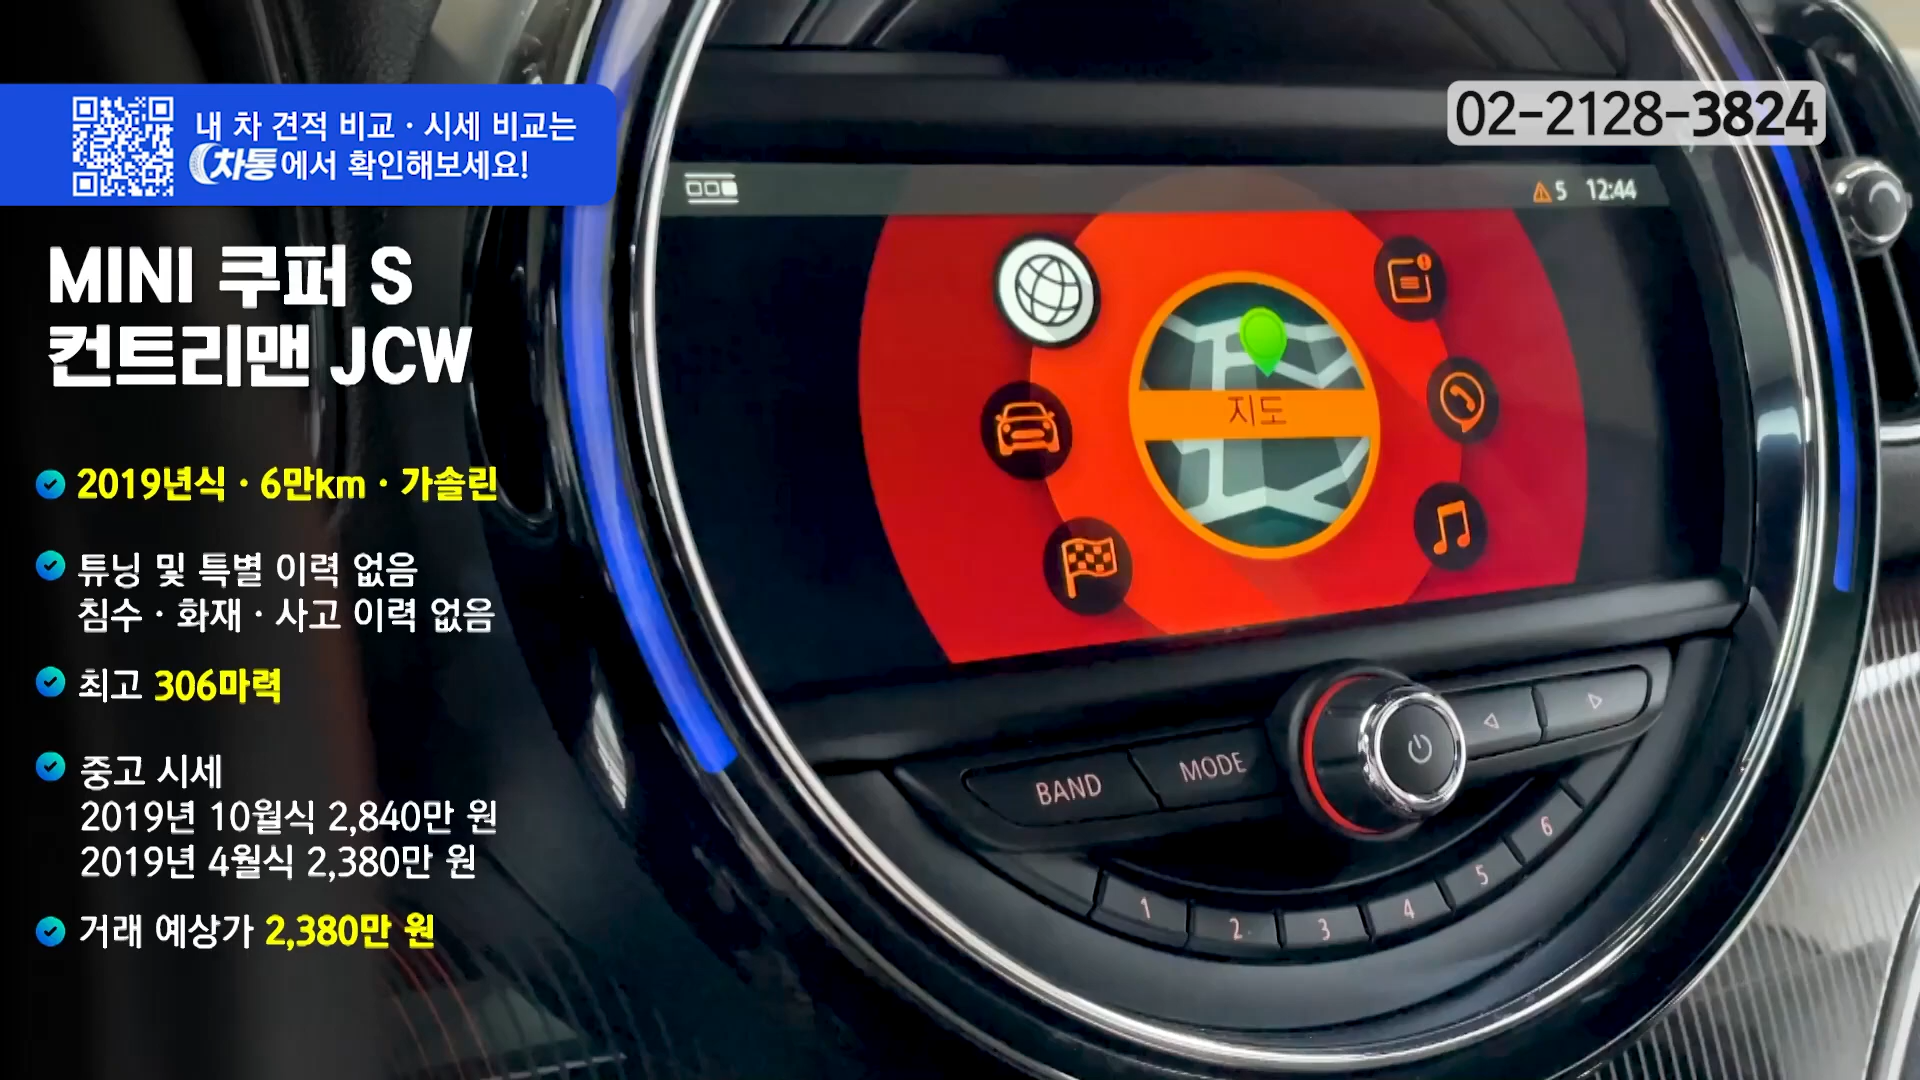 내 차 견적 비교 · 시세 비교는
차통에서 확인해보세요!
02-2128-3824
MINI 쿠퍼 S
컨트리맨 JCW
2019년식 · 6만km · 가솔린
튜닝 및 특별 이력 없음
침수 · 화재 · 사고 이력 없음
최고 306마력
중고 시세
2019년 10월식 2,840만 원
2019년 4월식 2,380만 원
거래 예상가 2,380만 원
5 12:44
지도
BAND
MODE
1
2
3
4
5
6